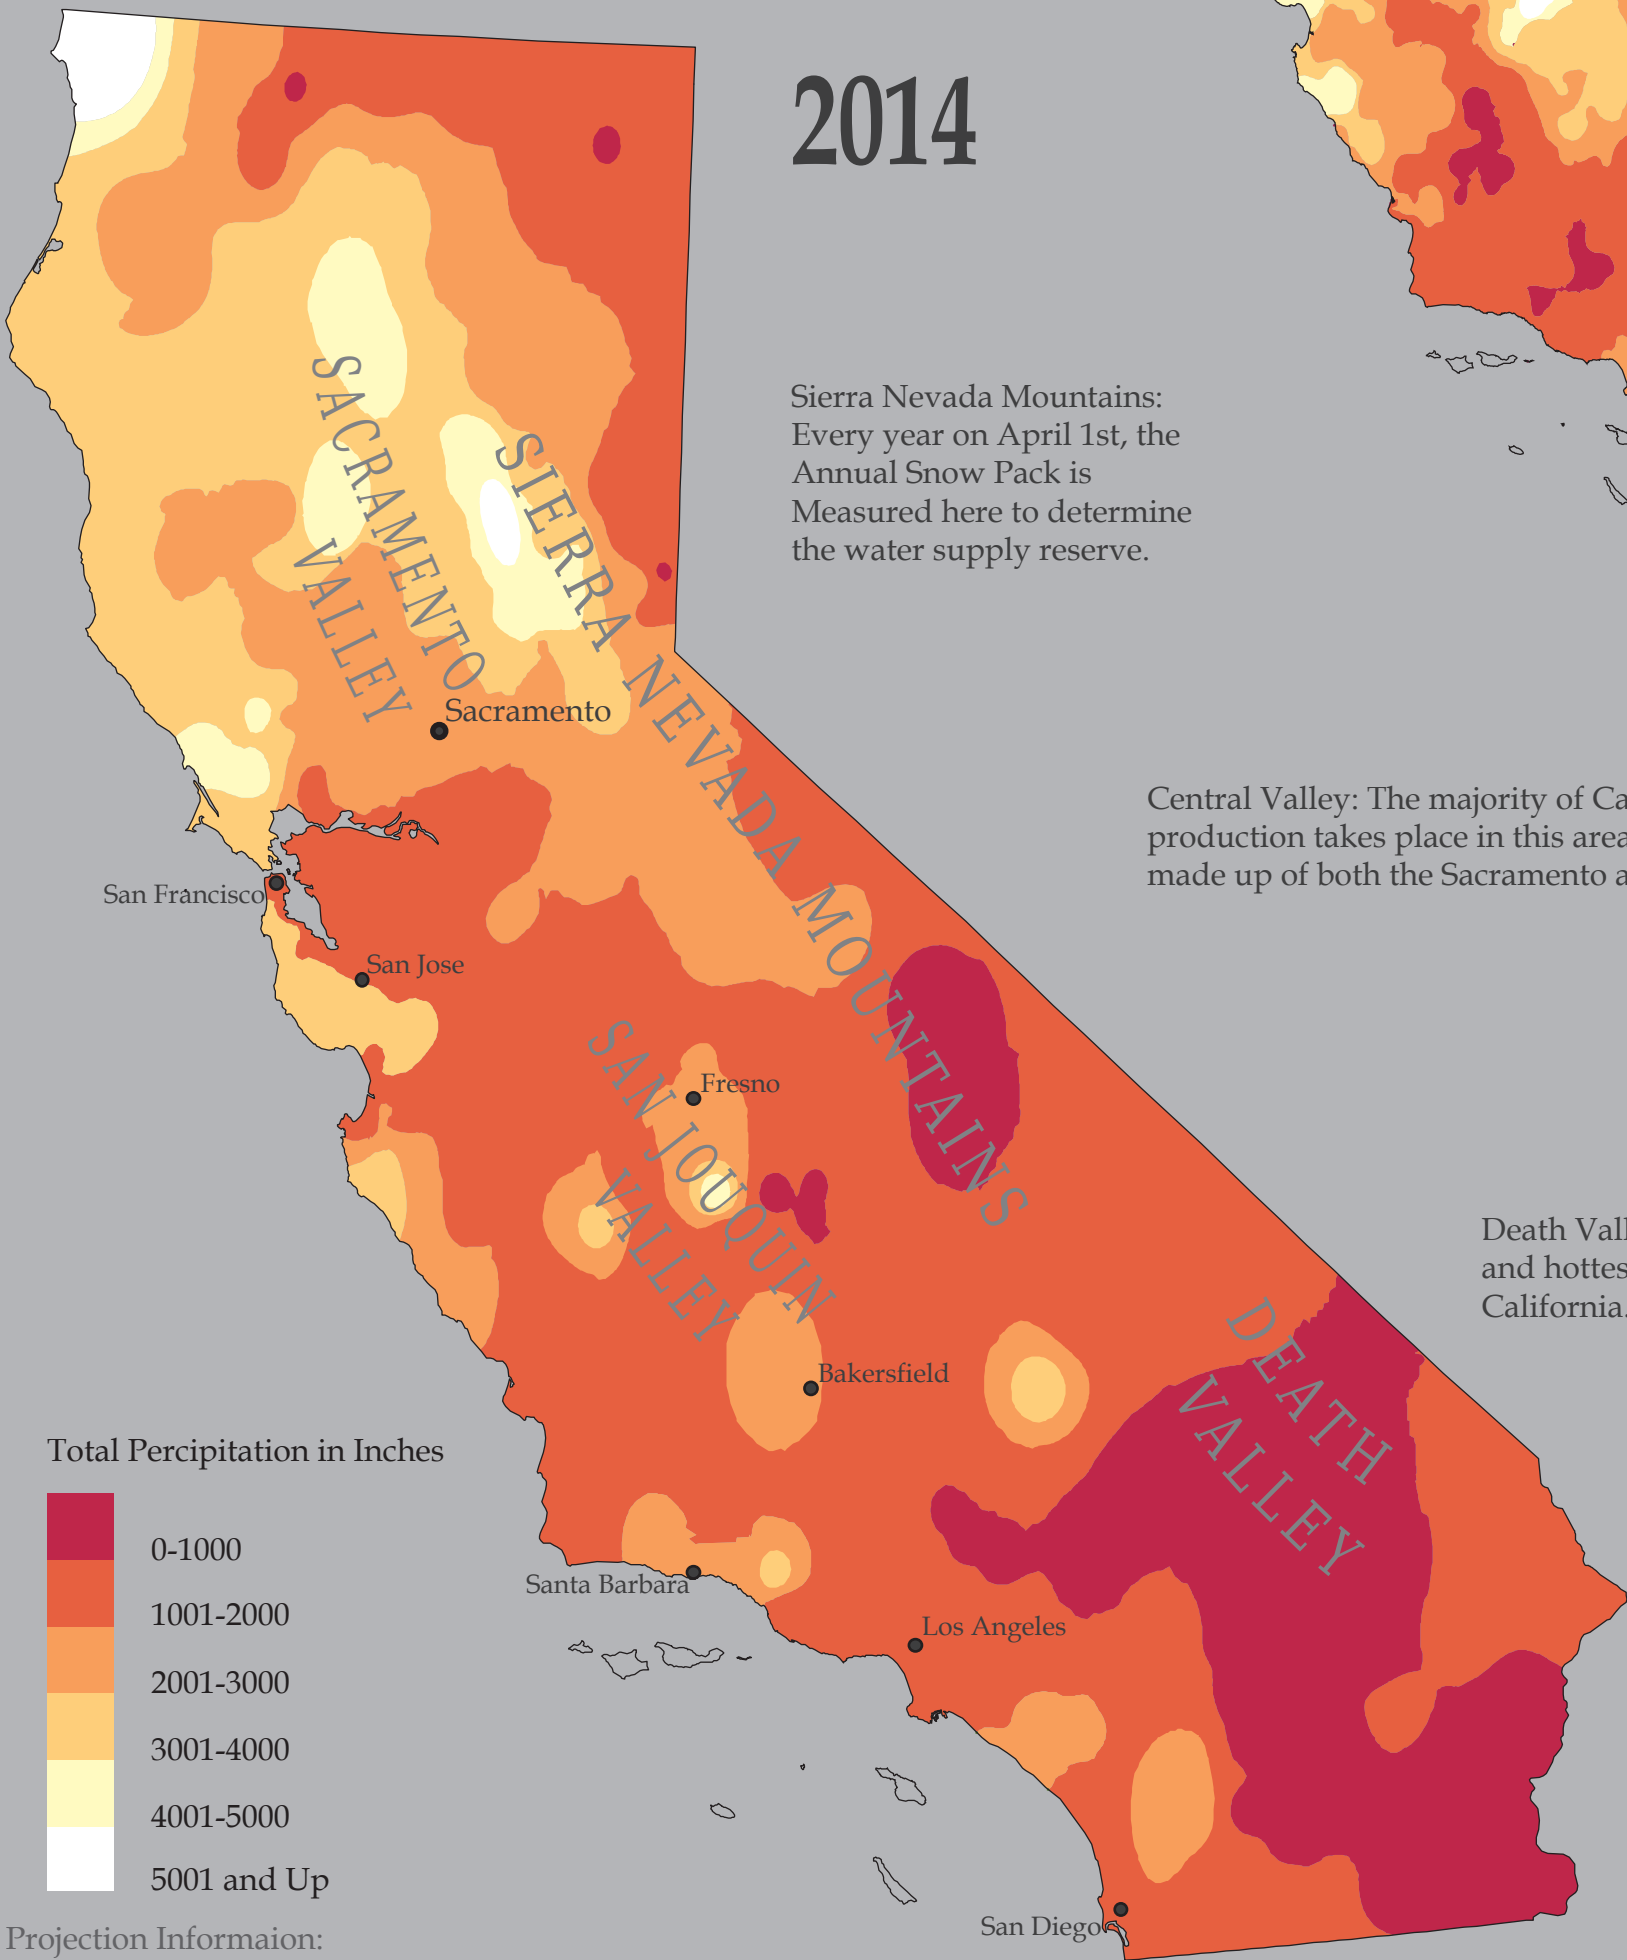 2014
Sierra Nevada Mountains:
Every year on April 1st, the
Annual Snow Pack is
Measured here to determine
the water supply reserve.
SACRAMENTO
VALLEY
SIERRA NEVADA MOUNTAINS
Sacramento
Central Valley: The majority of Ca
production takes place in this area
made up of both the Sacramento a
San Francisco
San Jose
SAN JOUQUIN
VALLEY
Fresno
Death Vall
and hottes
California.
DEATH
VALLEY
Bakersfield
Total Percipitation in Inches
0-1000
1001-2000
2001-3000
3001-4000
4001-5000
5001 and Up
Santa Barbara
Los Angeles
San Diego
Projection Informaion: